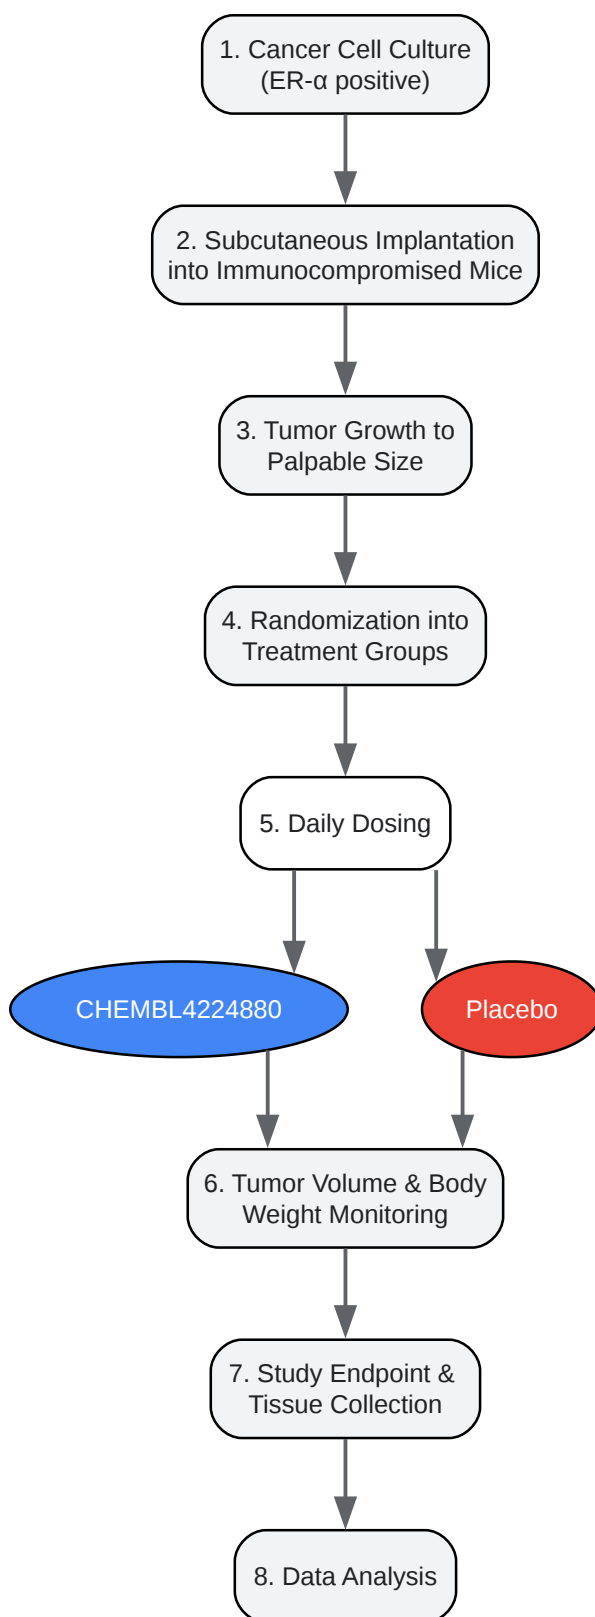 1. Cancer Cell Culture
(ER-α positive)
2. Subcutaneous Implantation
into Immunocompromised Mice
3. Tumor Growth to
Palpable Size
4. Randomization into
Treatment Groups
5. Daily Dosing
CHEMBL4224880
Placebo
6. Tumor Volume & Body
Weight Monitoring
7. Study Endpoint &
Tissue Collection
8. Data Analysis